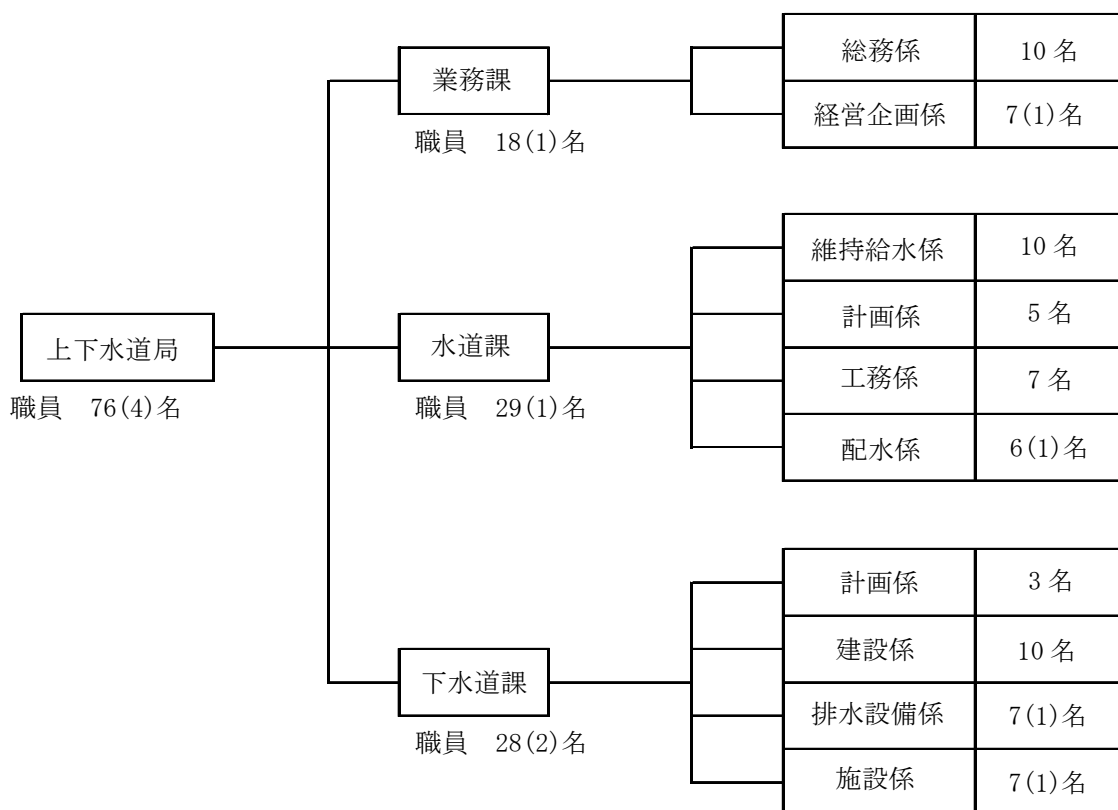 上下水道局
職員 76(4)名
業務課
職員 18(1)名
総務係 10名
経営企画係 7(1)名
水道課
職員 29(1)名
維持給水係 10名
計画係 5名
工務係 7名
配水係 6(1)名
下水道課
職員 28(2)名
計画係 3名
建設係 10名
排水設備係 7(1)名
施設係 7(1)名